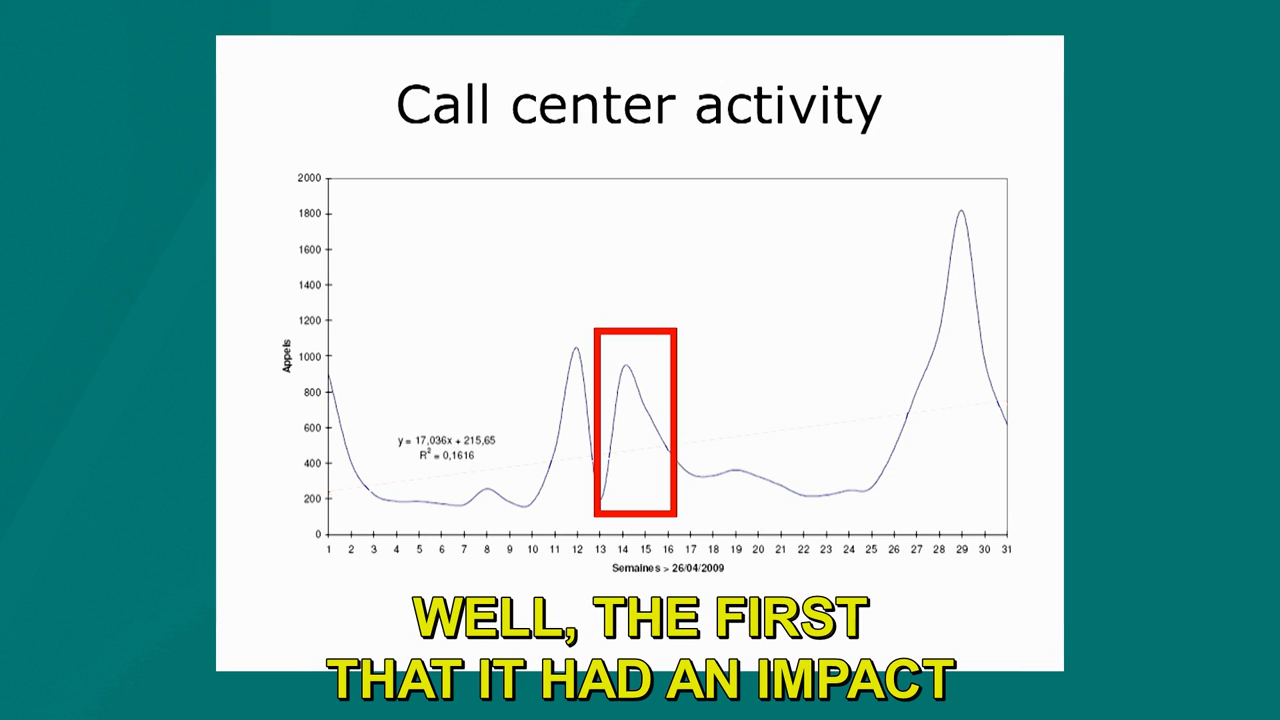 Call center activity
2000
1800
1600
1400
1200
1000
800
600
400
200
0
Appels
y = 17,036x + 215,65
R² = 0,1616
1 2 3 4 5 6 7 8 9 10 11 12 13 14 15 16 17 18 19 20 21 22 23 24 25 26 27 28 29 30 31
Semaines > 26/04/2009
WELL, THE FIRST
THAT IT HAD AN IMPACT